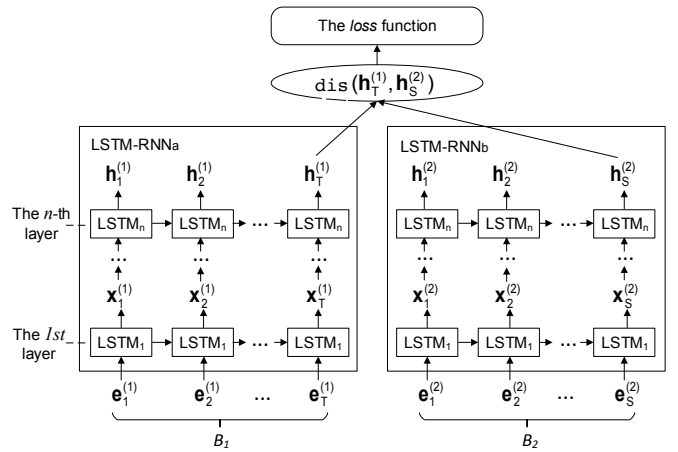 The loss function
dis(h_T^(1), h_S^(2))
LSTM-RNNa
LSTM-RNNb
h_1^(1) h_2^(1) h_T^(1)
h_1^(2) h_2^(2) h_S^(2)
The n-th
layer
LSTM_n LSTM_n ... LSTM_n
LSTM_n LSTM_n ... LSTM_n
... ... ...
... ... ...
x_1^(1) x_2^(1) x_T^(1)
x_1^(2) x_2^(2) x_S^(2)
The 1st
layer
LSTM_1 LSTM_1 ... LSTM_1
LSTM_1 LSTM_1 ... LSTM_1
e_1^(1) e_2^(1) ... e_T^(1)
e_1^(2) e_2^(2) ... e_S^(2)
B_1
B_2